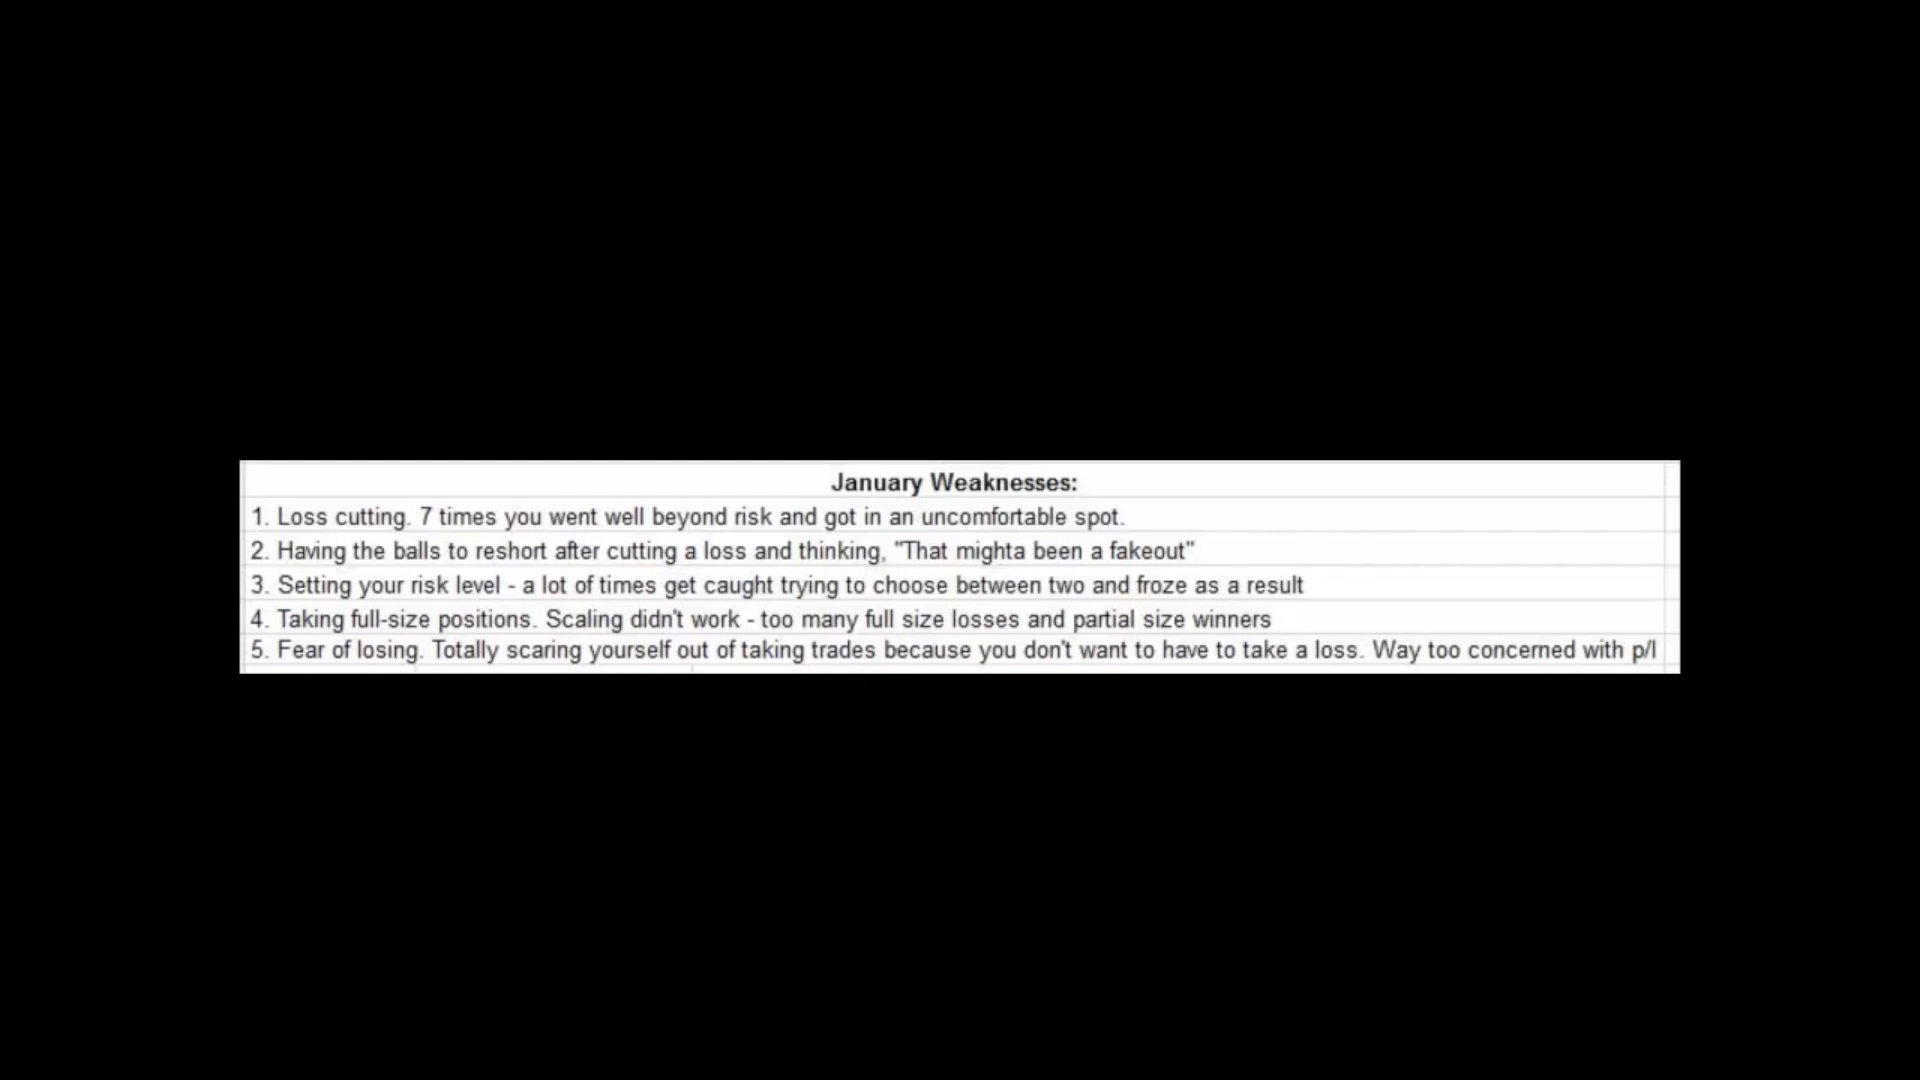 January Weaknesses:
1. Loss cutting. 7 times you went well beyond risk and got in an uncomfortable spot.
2. Having the balls to reshort after cutting a loss and thinking, "That mighta been a fakeout"
3. Setting your risk level - a lot of times get caught trying to choose between two and froze as a result
4. Taking full-size positions. Scaling didn't work - too many full size losses and partial size winners
5. Fear of losing. Totally scaring yourself out of taking trades because you don't want to have to take a loss. Way too concerned with p/l